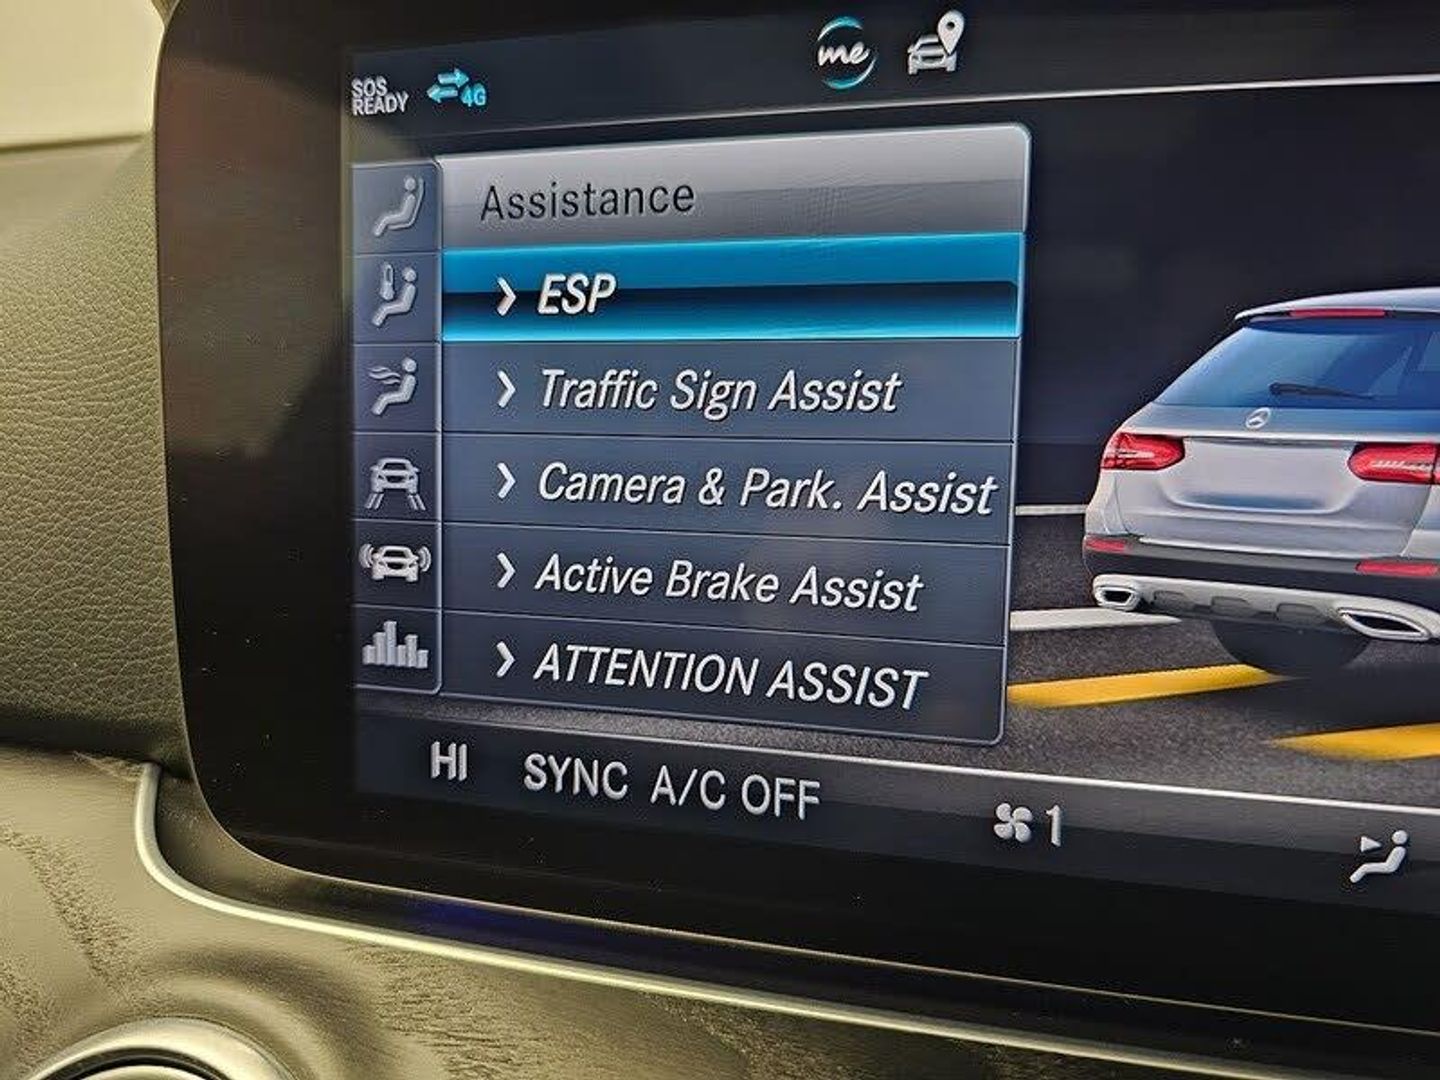 me
SOS
READY
4G
Assistance
ESP
Traffic Sign Assist
Camera & Park. Assist
Active Brake Assist
ATTENTION ASSIST
HI SYNC A/C OFF 1